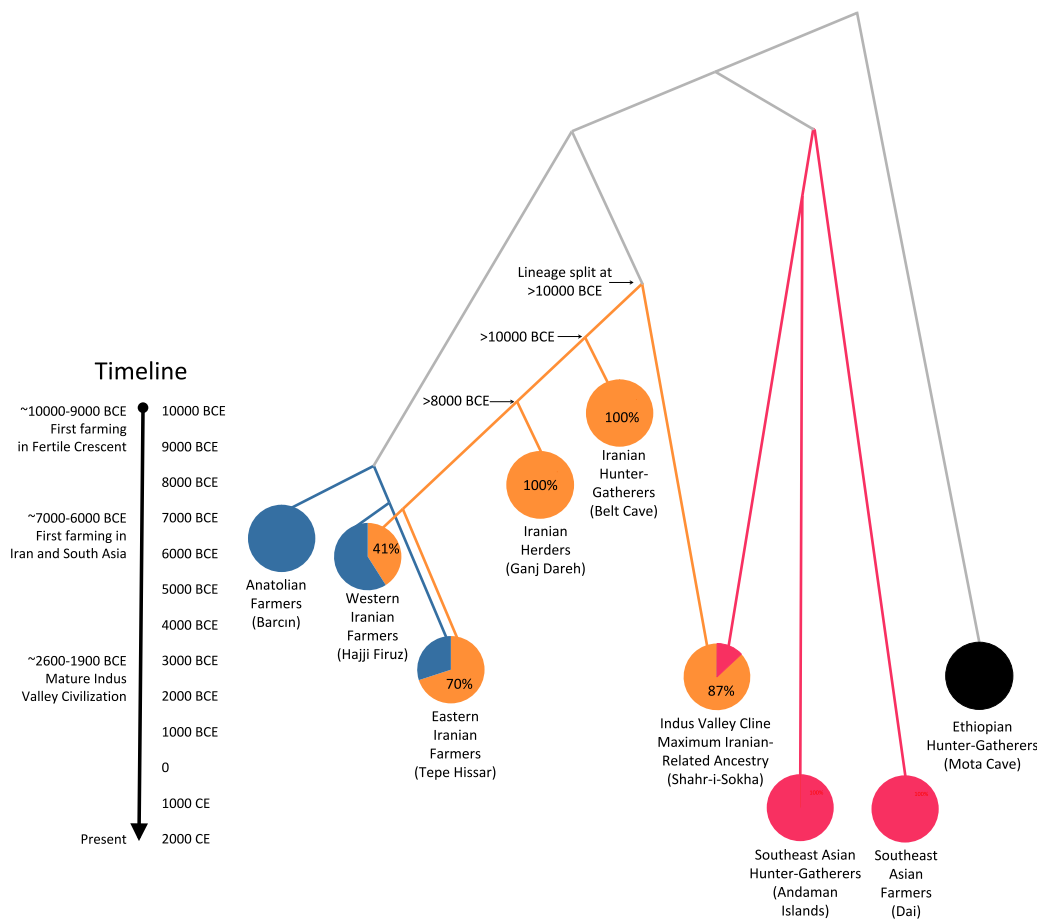 Lineage split at
>10000 BCE
>10000 BCE
>8000 BCE
Timeline
~10000-9000 BCE
First farming
in Fertile Crescent
~7000-6000 BCE
First farming in
Iran and South Asia
~2600-1900 BCE
Mature Indus
Valley Civilization
Present
10000 BCE
9000 BCE
8000 BCE
7000 BCE
6000 BCE
5000 BCE
4000 BCE
3000 BCE
2000 BCE
1000 BCE
0
1000 CE
2000 CE
Anatolian
Farmers
(Barcın)
41%
Western
Iranian
Farmers
(Hajji Firuz)
70%
Eastern
Iranian
Farmers
(Tepe Hissar)
100%
Iranian
Herders
(Ganj Dareh)
100%
Iranian
Hunter-
Gatherers
(Belt Cave)
87%
Indus Valley Cline
Maximum Iranian-
Related Ancestry
(Shahr-i-Sokha)
Southeast Asian
Hunter-Gatherers
(Andaman
Islands)
Southeast
Asian
Farmers
(Dai)
Ethiopian
Hunter-Gatherers
(Mota Cave)